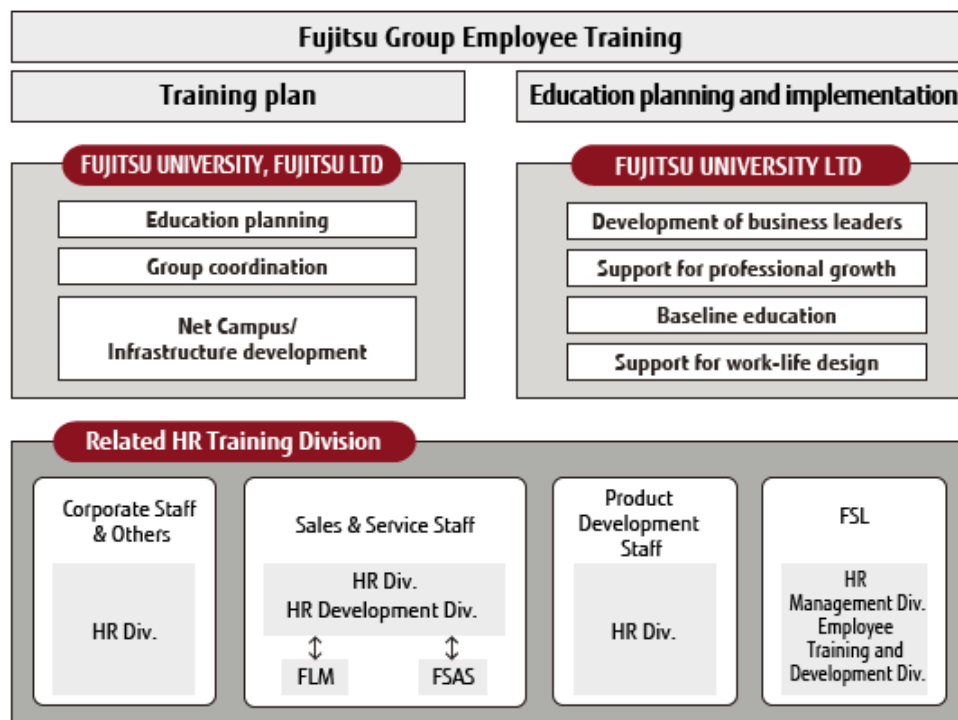 Fujitsu Group Employee Training
Training plan
Education planning and implementation
FUJITSU UNIVERSITY, FUJITSU LTD
Education planning
Group coordination
Net Campus/
Infrastructure development
FUJITSU UNIVERSITY LTD
Development of business leaders
Support for professional growth
Baseline education
Support for work-life design
Related HR Training Division
Corporate Staff
& Others
HR Div.
Sales & Service Staff
HR Div.
HR Development Div.
↕ ↕
FLM
FSAS
Product
Development
Staff
HR Div.
FSL
HR
Management Div.
Employee
Training and
Development Div.